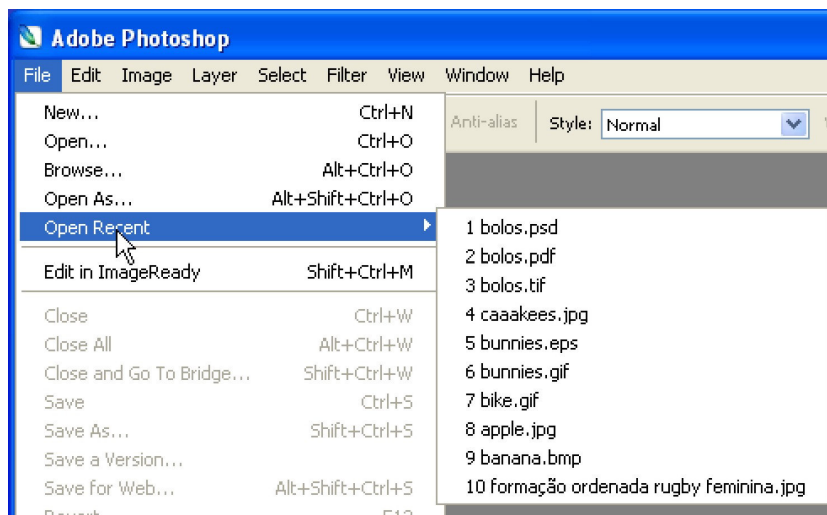 Adobe Photoshop
File Edit Image Layer Select Filter View Window Help
Anti-alias Style: Normal
New... Ctrl+N
Open... Ctrl+O
Browse... Alt+Ctrl+O
Open As... Alt+Shift+Ctrl+O
Open Recent
1 bolos.psd
2 bolos.pdf
3 bolos.tif
4 caaakees.jpg
5 bunnies.eps
6 bunnies.gif
7 bike.gif
8 apple.jpg
9 banana.bmp
10 formação ordenada rugby feminina.jpg
Edit in ImageReady Shift+Ctrl+M
Close Ctrl+W
Close All Alt+Ctrl+W
Close and Go To Bridge... Shift+Ctrl+W
Save Ctrl+S
Save As... Shift+Ctrl+S
Save a Version...
Save for Web... Alt+Shift+Ctrl+S
Revert F12